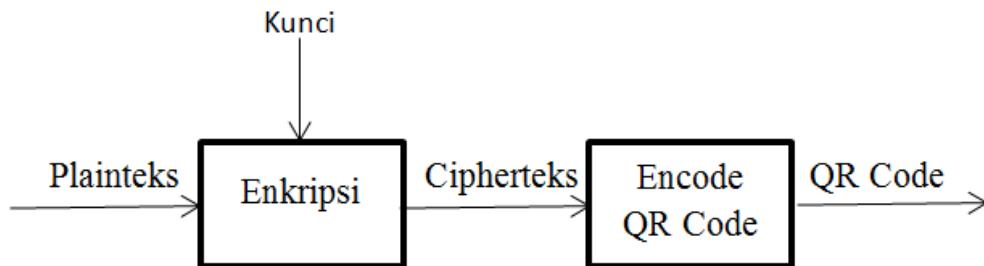 Kunci
Plainteks
Enkripsi
Cipherteks
Encode
QR Code
QR Code